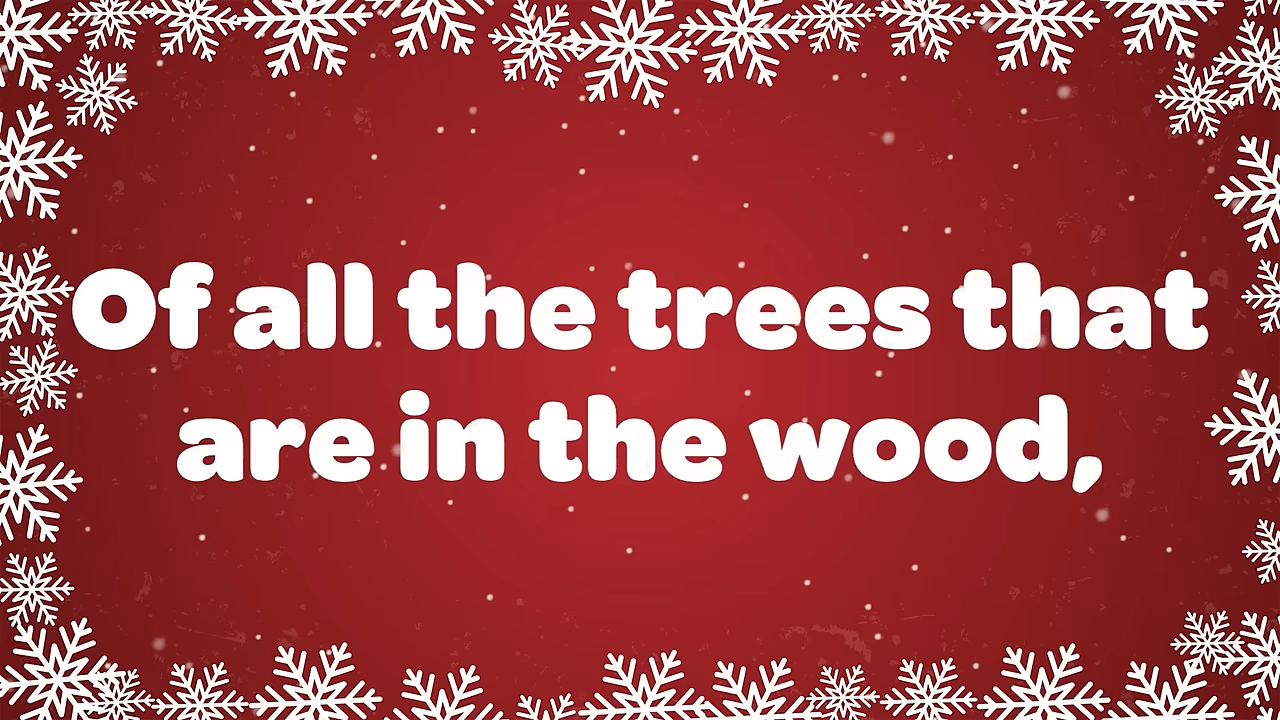 Of all the trees that
are in the wood,